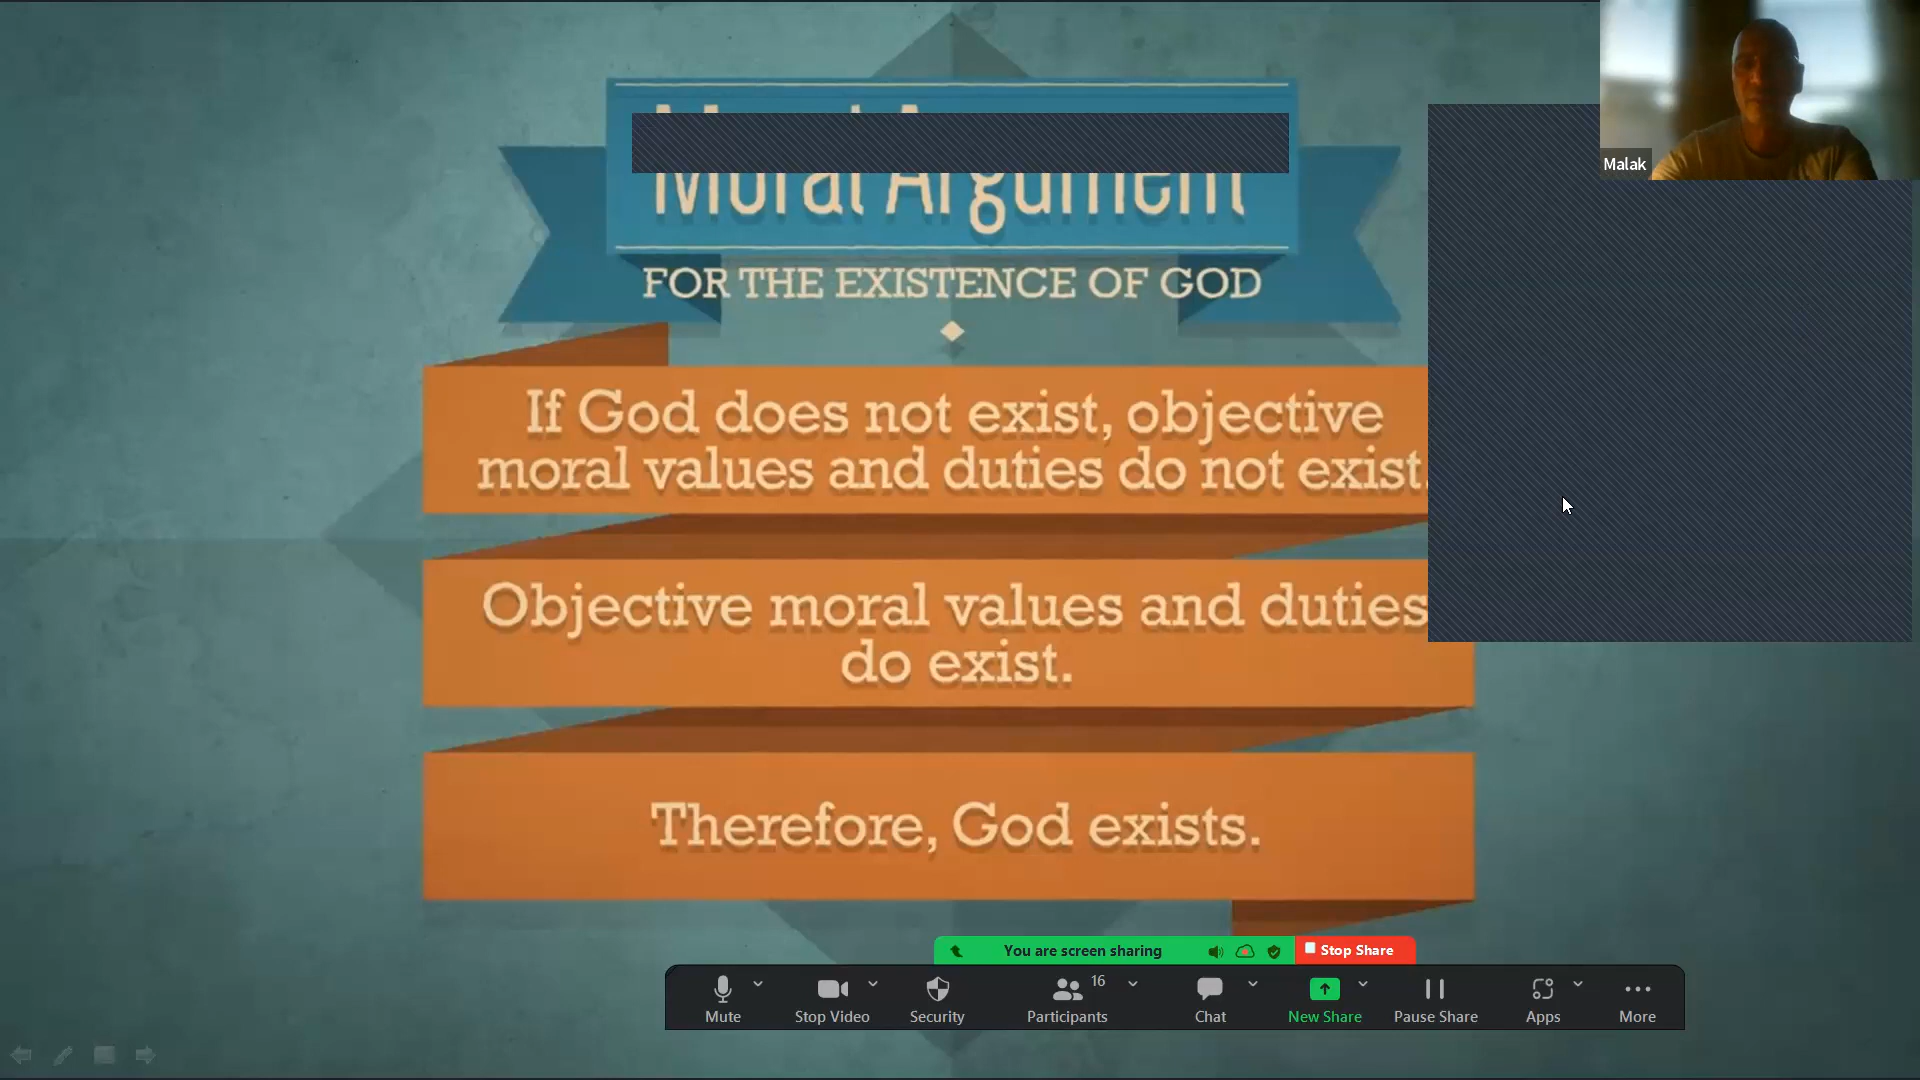 Moral Argument
FOR THE EXISTENCE OF GOD
If God does not exist, objective
moral values and duties do not exist.
Objective moral values and duties
do exist.
Therefore, God exists.
Malak
You are screen sharing
Stop Share
16
Mute
Stop Video
Security
Participants
Chat
New Share
Pause Share
Apps
More